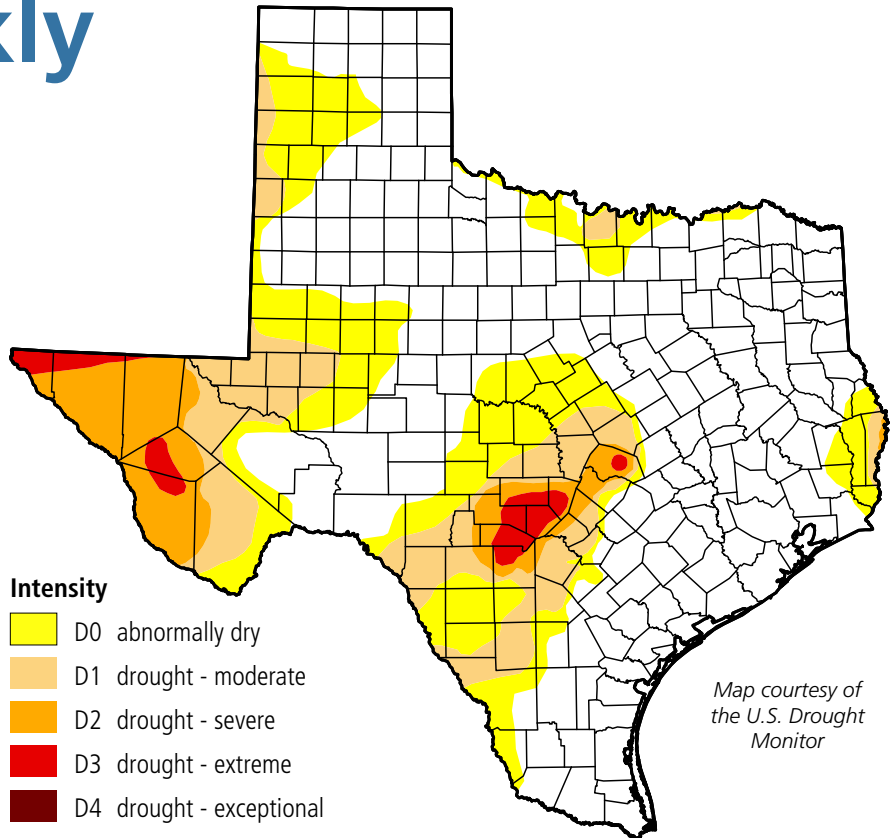 kly
Intensity
D0 abnormally dry
D1 drought - moderate
D2 drought - severe
D3 drought - extreme
D4 drought - exceptional
Map courtesy of
the U.S. Drought
Monitor